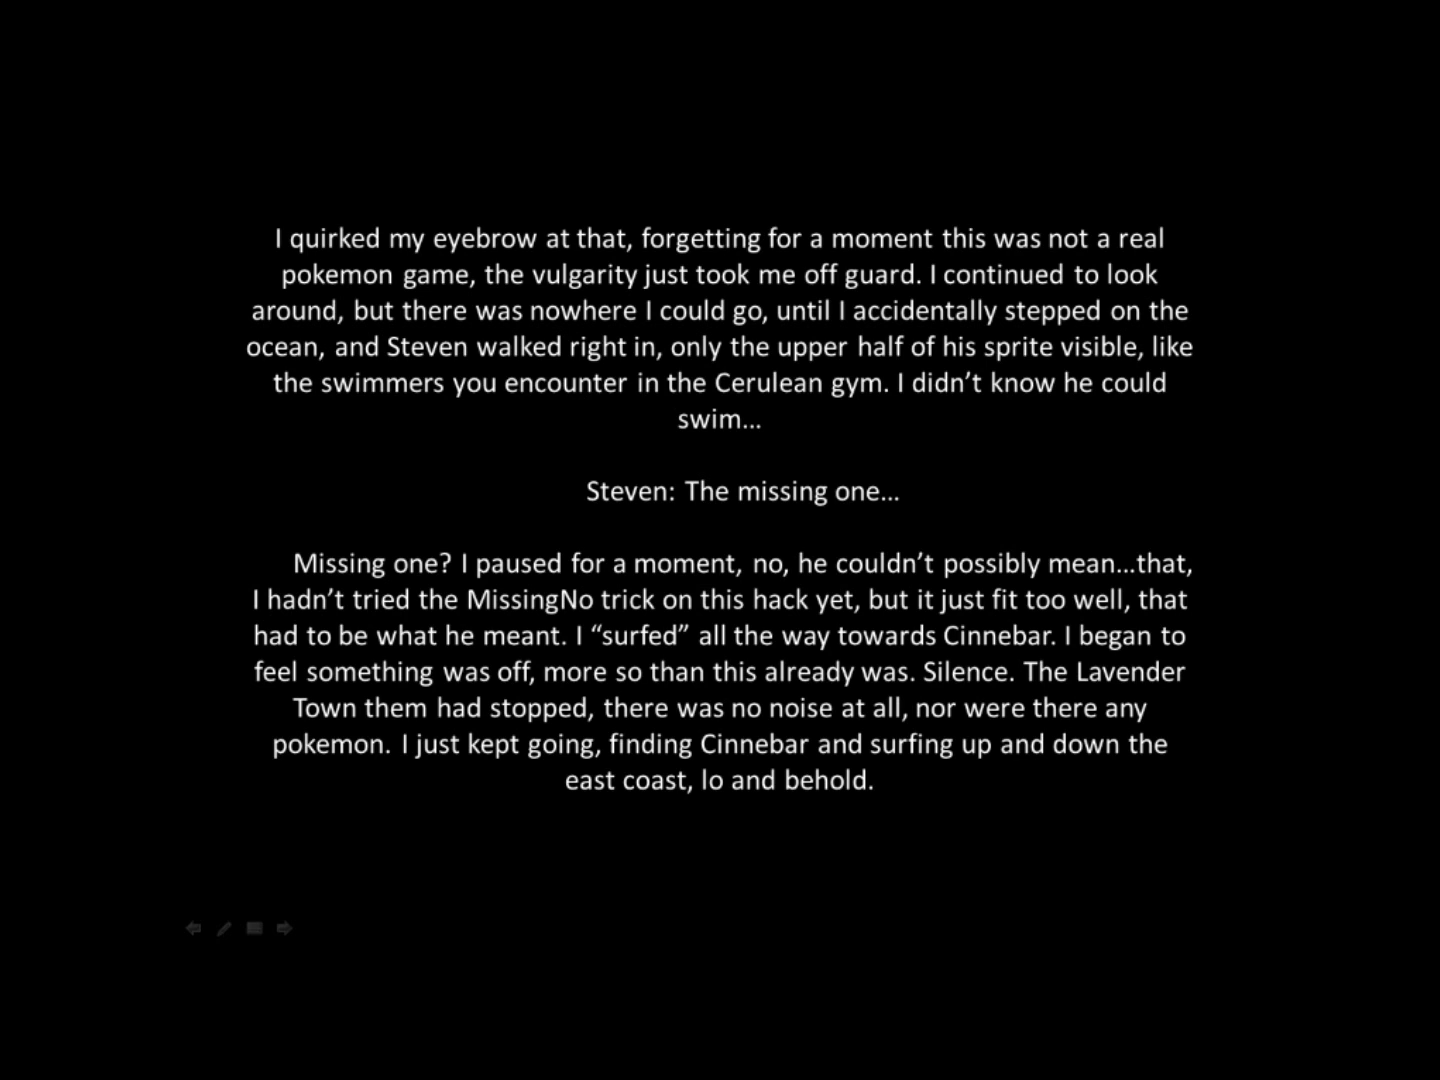 I quirked my eyebrow at that, forgetting for a moment this was not a real
pokemon game, the vulgarity just took me off guard. I continued to look
around, but there was nowhere I could go, until I accidentally stepped on the
ocean, and Steven walked right in, only the upper half of his sprite visible, like
the swimmers you encounter in the Cerulean gym. I didn’t know he could
swim…
Steven: The missing one…
Missing one? I paused for a moment, no, he couldn’t possibly mean…that,
I hadn’t tried the MissingNo trick on this hack yet, but it just fit too well, that
had to be what he meant. I “surfed” all the way towards Cinnebar. I began to
feel something was off, more so than this already was. Silence. The Lavender
Town them had stopped, there was no noise at all, nor were there any
pokemon. I just kept going, finding Cinnebar and surfing up and down the
east coast, lo and behold.